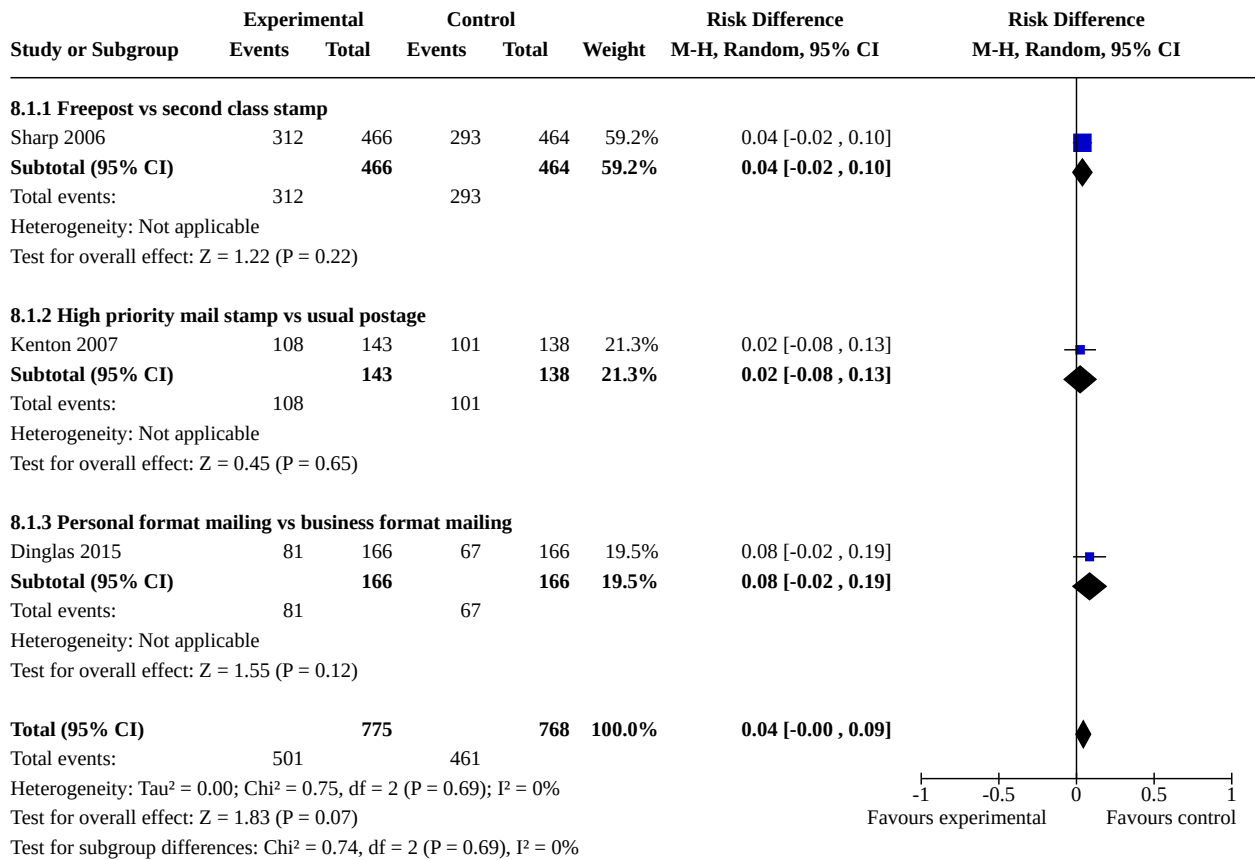 Experimental Control Risk Difference Risk Difference
Study or Subgroup Events Total Events Total Weight M-H, Random, 95% CI M-H, Random, 95% CI
8.1.1 Freepost vs second class stamp
Sharp 2006 312 466 293 464 59.2% 0.04 [-0.02 , 0.10]
Subtotal (95% CI) 466 464 59.2% 0.04 [-0.02 , 0.10]
Total events: 312 293
Heterogeneity: Not applicable
Test for overall effect: Z = 1.22 (P = 0.22)
8.1.2 High priority mail stamp vs usual postage
Kenton 2007 108 143 101 138 21.3% 0.02 [-0.08 , 0.13]
Subtotal (95% CI) 143 138 21.3% 0.02 [-0.08 , 0.13]
Total events: 108 101
Heterogeneity: Not applicable
Test for overall effect: Z = 0.45 (P = 0.65)
8.1.3 Personal format mailing vs business format mailing
Dinglas 2015 81 166 67 166 19.5% 0.08 [-0.02 , 0.19]
Subtotal (95% CI) 166 166 19.5% 0.08 [-0.02 , 0.19]
Total events: 81 67
Heterogeneity: Not applicable
Test for overall effect: Z = 1.55 (P = 0.12)
Total (95% CI) 775 768 100.0% 0.04 [-0.00 , 0.09]
Total events: 501 461
Heterogeneity: Tau² = 0.00; Chi² = 0.75, df = 2 (P = 0.69); I² = 0%
-1 -0.5 0 0.5 1
Test for overall effect: Z = 1.83 (P = 0.07) Favours experimental Favours control
Test for subgroup differences: Chi² = 0.74, df = 2 (P = 0.69), I² = 0%